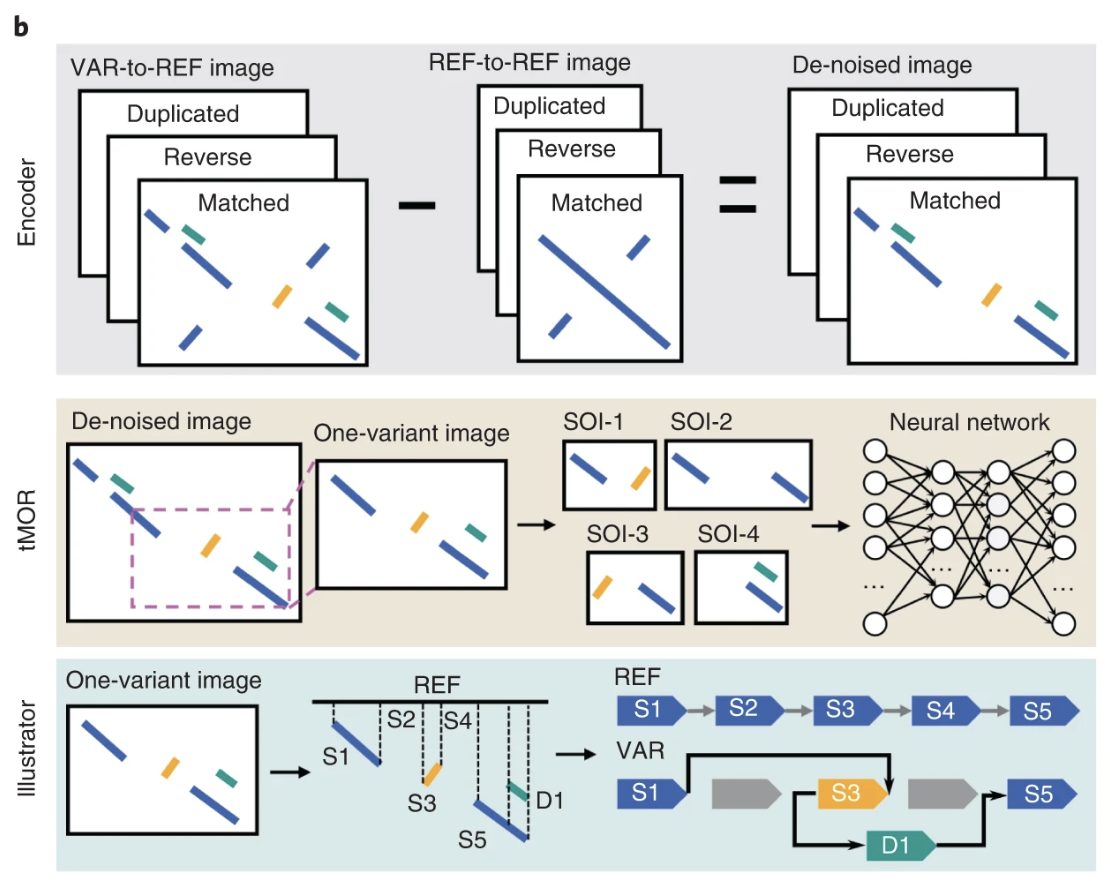 b
Encoder
VAR-to-REF image
Duplicated
Reverse
Matched
REF-to-REF image
Duplicated
Reverse
Matched
De-noised image
Duplicated
Reverse
Matched
tMOR
De-noised image
One-variant image
SOI-1
SOI-2
SOI-3
SOI-4
Neural network
...
...
...
...
Illustrator
One-variant image
REF
S1
S2
S3
S4
S5
D1
REF
S1
S2
S3
S4
S5
VAR
S1
S3
S5
D1